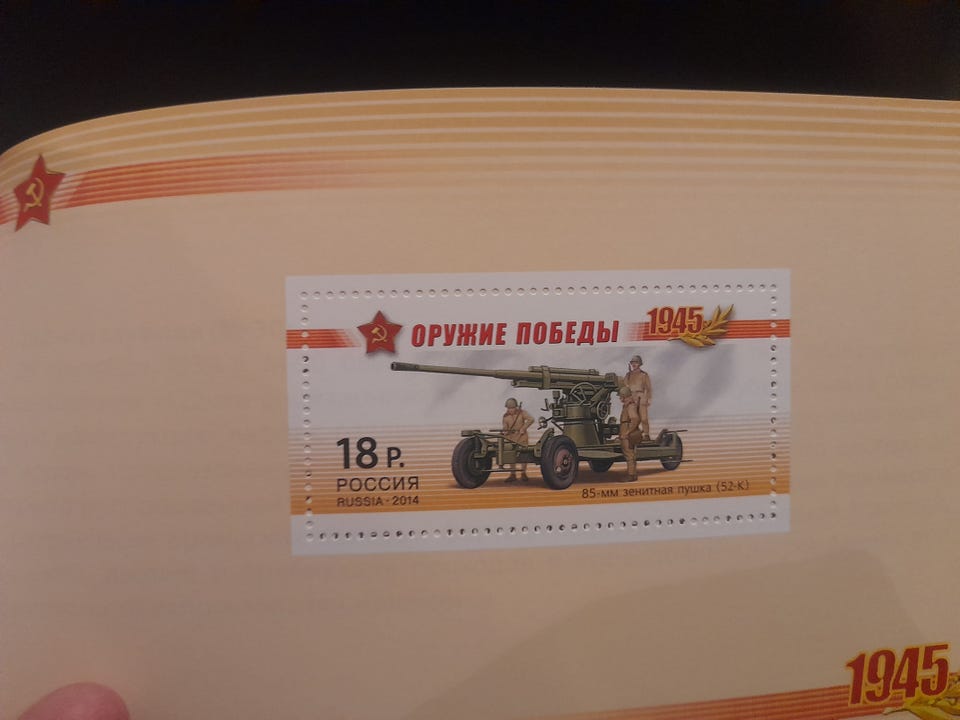 ОРУЖИЕ ПОБЕДЫ 1945
18 Р.
РОССИЯ
RUSSIA · 2014
85-мм зенитная пушка (52-К)
1945